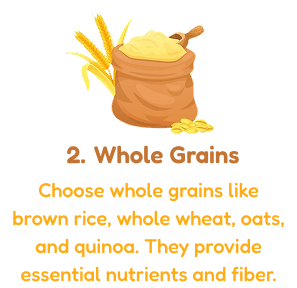 2. Whole Grains
Choose whole grains like
brown rice, whole wheat, oats,
and quinoa. They provide
essential nutrients and fiber.